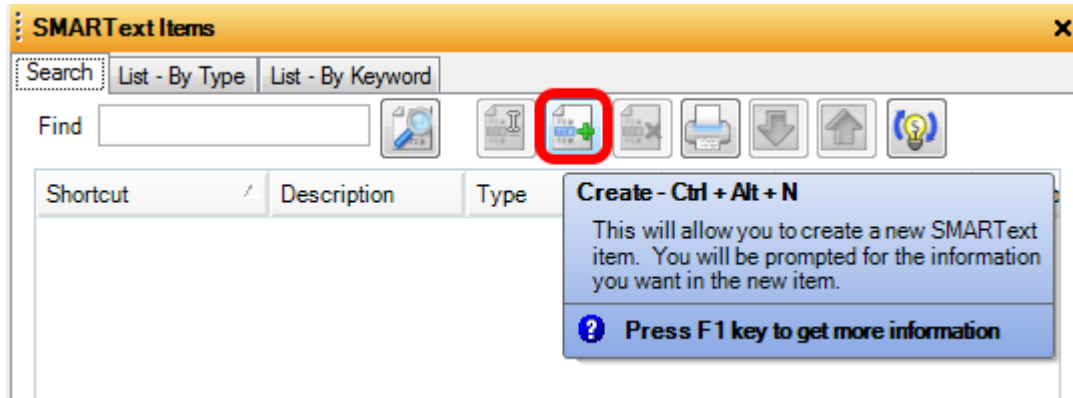 SMARText Items
Search List - By Type List - By Keyword
Find
Shortcut Description Type
Create - Ctrl + Alt + N
This will allow you to create a new SMARText
item. You will be prompted for the information
you want in the new item.
Press F1 key to get more information